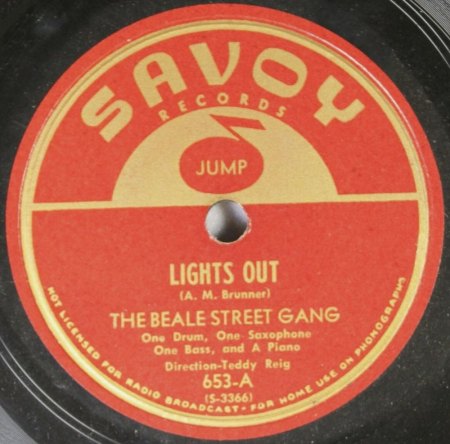 SAVOY
RECORDS
JUMP
LIGHTS OUT
(A. M. Brunner)
THE BEALE STREET GANG
One Drum, One Saxophone
One Bass, and A Piano
Direction-Teddy Reig
653-A
(S-3366)
NOT LICENSED FOR RADIO BROADCAST · FOR HOME USE ON PHONOGRAPHS